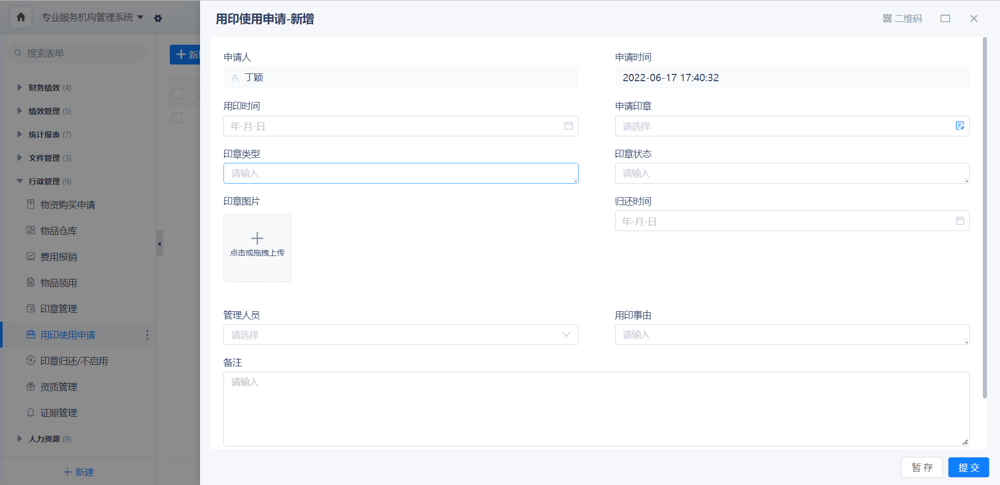 专业服务机构管理系统
搜索表单
财务绩效 (4)
绩效管理 (5)
统计报表 (7)
文件管理 (3)
行政管理 (9)
物资购买申请
物品仓库
费用报销
物品领用
印章管理
用印使用申请
印章归还/不启用
资质管理
证照管理
人力资源 (8)
新建
用印使用申请-新增
二维码
申请人
丁颖
申请时间
2022-06-17 17:40:32
用印时间
年-月-日
申请印章
请选择
印章类型
请输入
印章状态
请输入
印章图片
点击或拖拽上传
归还时间
年-月-日
管理人员
请选择
用印事由
请输入
备注
请输入
暂存
提交